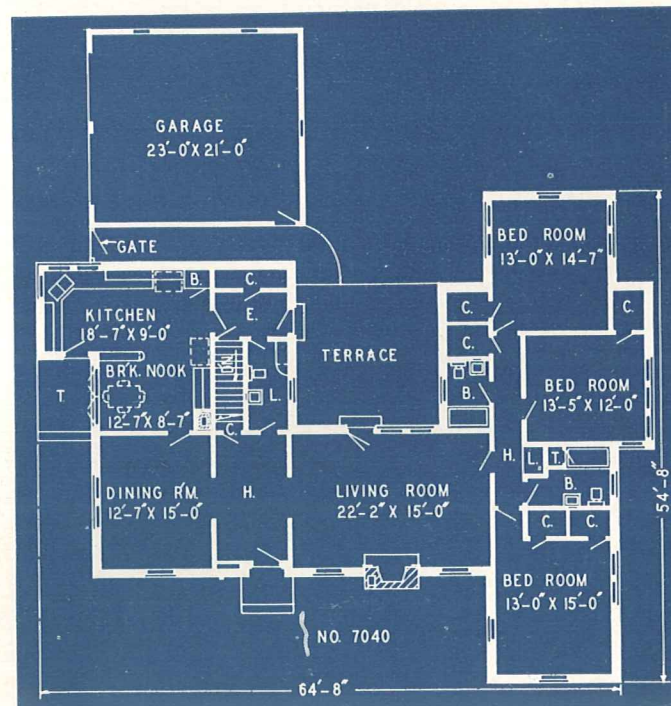 GARAGE
23'-0" X 21'-0"
GATE
BED ROOM
13'-0" X 14'-7"
B.
C.
KITCHEN
18'-7" X 9'-0"
E.
C.
C.
C.
TERRACE
BR'K. NOOK
12'-7" X 8'-7"
T.
DN.
L.
B.
BED ROOM
13'-5" X 12'-0"
C.
DINING R'M.
12'-7" X 15'-0"
H.
LIVING ROOM
22'-2" X 15'-0"
H.
L.
T.
B.
C.
C.
BED ROOM
13'-0" X 15'-0"
NO. 7040
54'-8"
64'-8"